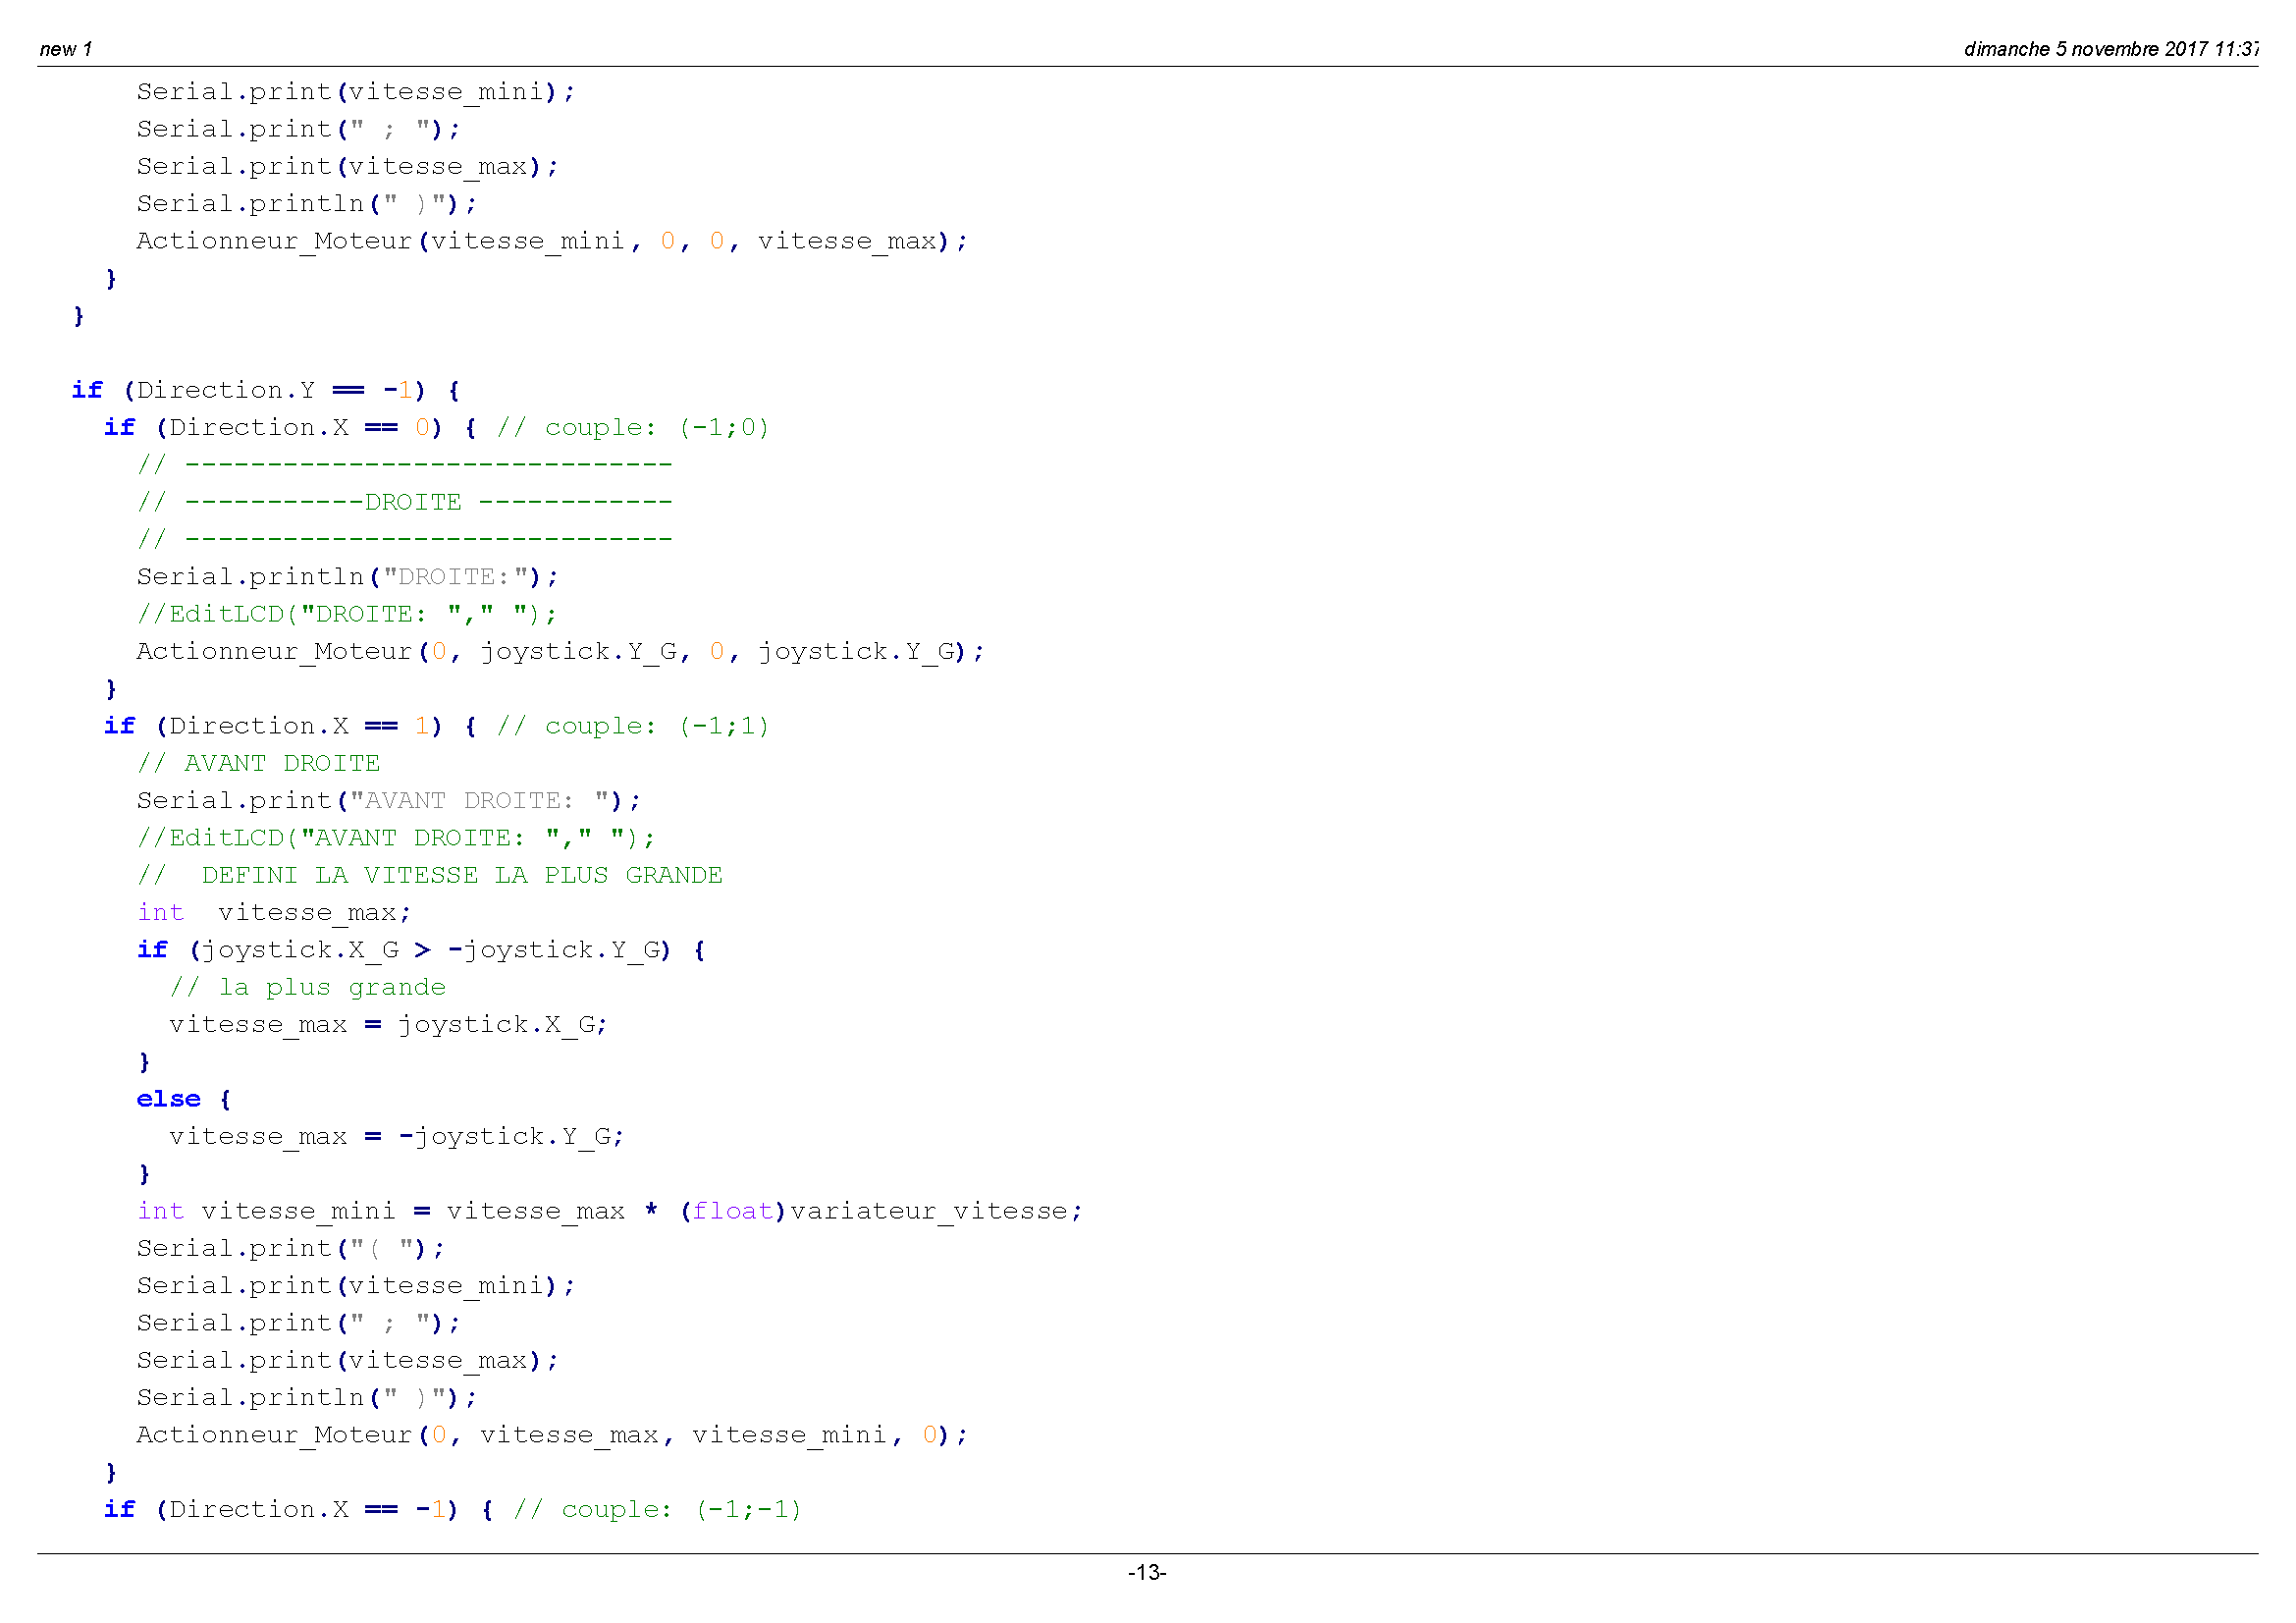 new 1
dimanche 5 novembre 2017 11:37
      Serial.print(vitesse_mini);
      Serial.print(" ; ");
      Serial.print(vitesse_max);
      Serial.println(" )");
      Actionneur_Moteur(vitesse_mini, 0, 0, vitesse_max);
    }
  }

  if (Direction.Y == -1) {
    if (Direction.X == 0) { // couple: (-1;0)
      // ------------------------------
      // -----------DROITE ------------
      // ------------------------------
      Serial.println("DROITE:");
      //EditLCD("DROITE: "," ");
      Actionneur_Moteur(0, joystick.Y_G, 0, joystick.Y_G);
    }
    if (Direction.X == 1) { // couple: (-1;1)
      // AVANT DROITE
      Serial.print("AVANT DROITE: ");
      //EditLCD("AVANT DROITE: "," ");
      //  DEFINI LA VITESSE LA PLUS GRANDE
      int  vitesse_max;
      if (joystick.X_G > -joystick.Y_G) {
        // la plus grande
        vitesse_max = joystick.X_G;
      }
      else {
        vitesse_max = -joystick.Y_G;
      }
      int vitesse_mini = vitesse_max * (float)variateur_vitesse;
      Serial.print("( ");
      Serial.print(vitesse_mini);
      Serial.print(" ; ");
      Serial.print(vitesse_max);
      Serial.println(" )");
      Actionneur_Moteur(0, vitesse_max, vitesse_mini, 0);
    }
    if (Direction.X == -1) { // couple: (-1;-1)
-13-